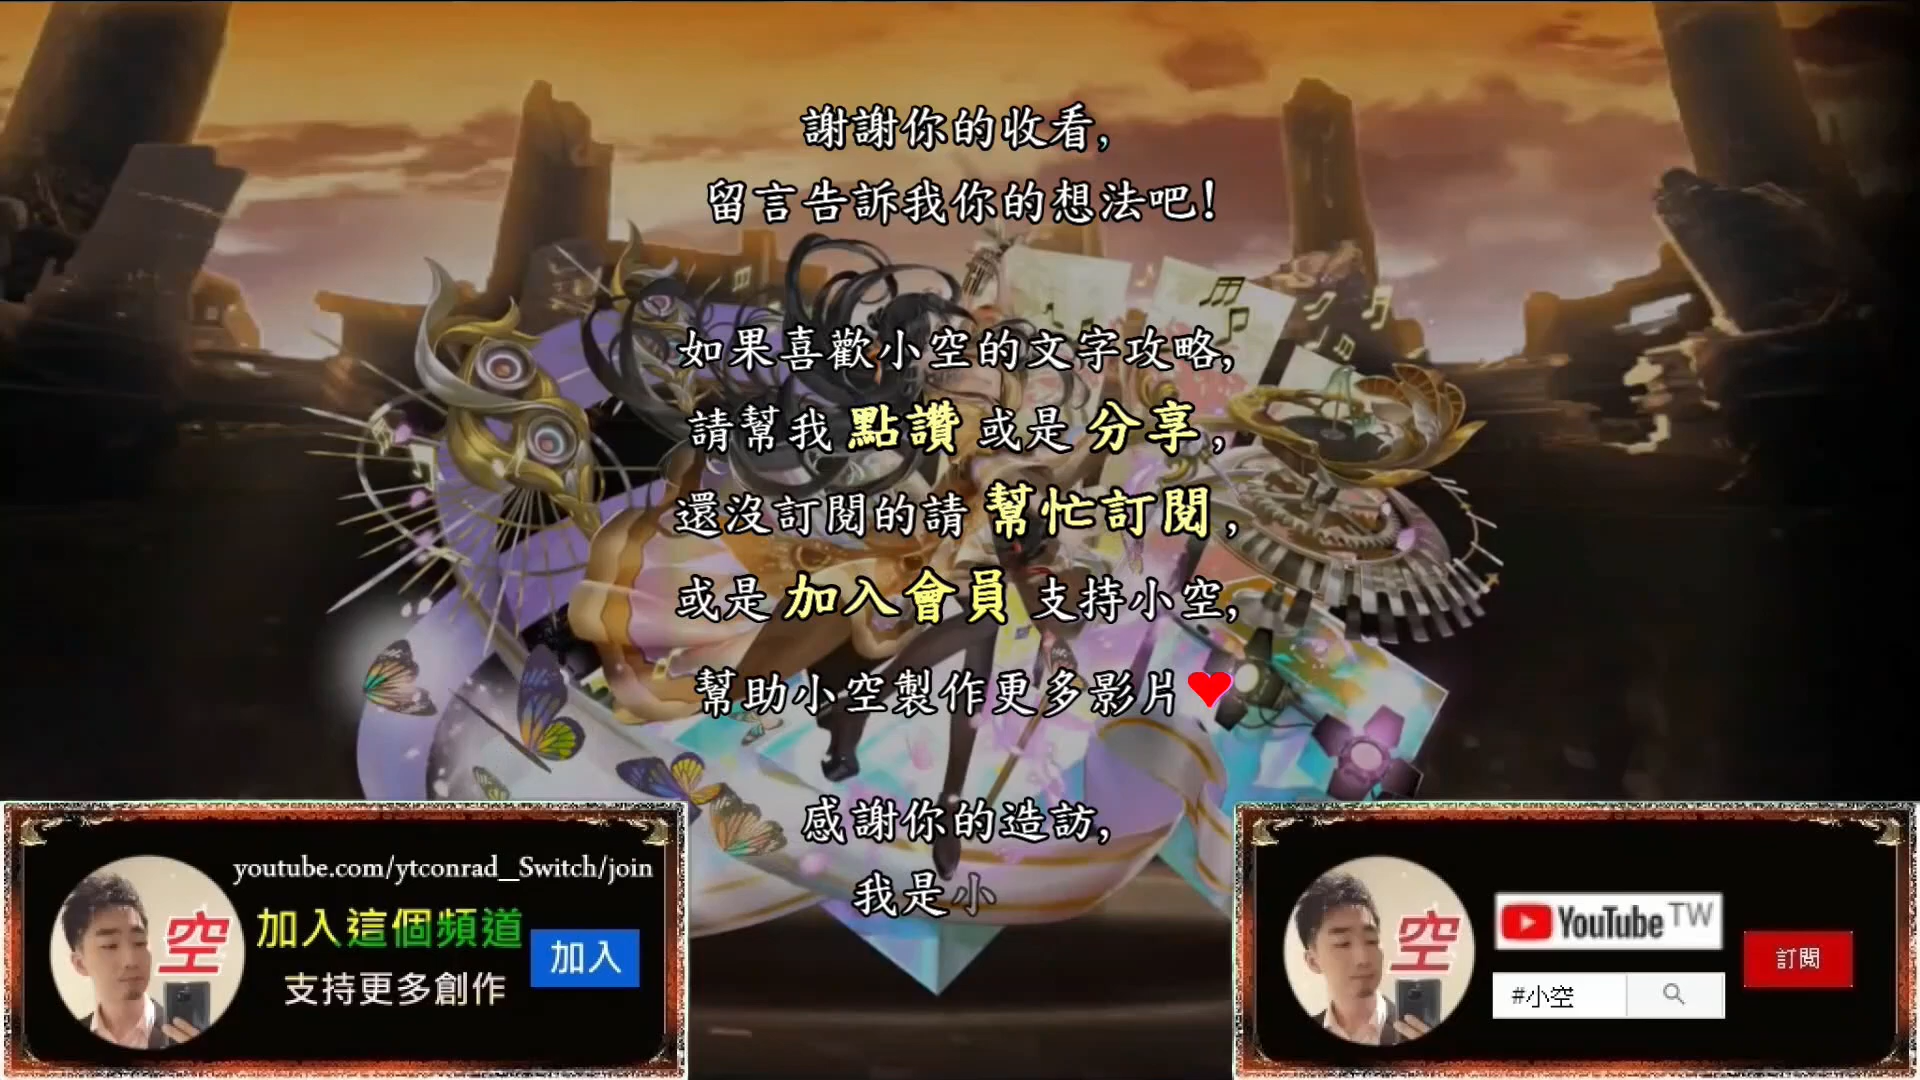 謝謝你的收看,
留言告訴我你的想法吧!
如果喜歡小空的文字攻略,
請幫我 點讚 或是 分享,
還沒訂閱的請 幫忙訂閱,
或是 加入會員 支持小空,
幫助小空製作更多影片
感謝你的造訪,
我是小
youtube.com/ytconrad_Switch/join
空
加入這個頻道
支持更多創作
加入
空
YouTube TW
#小空
訂閱